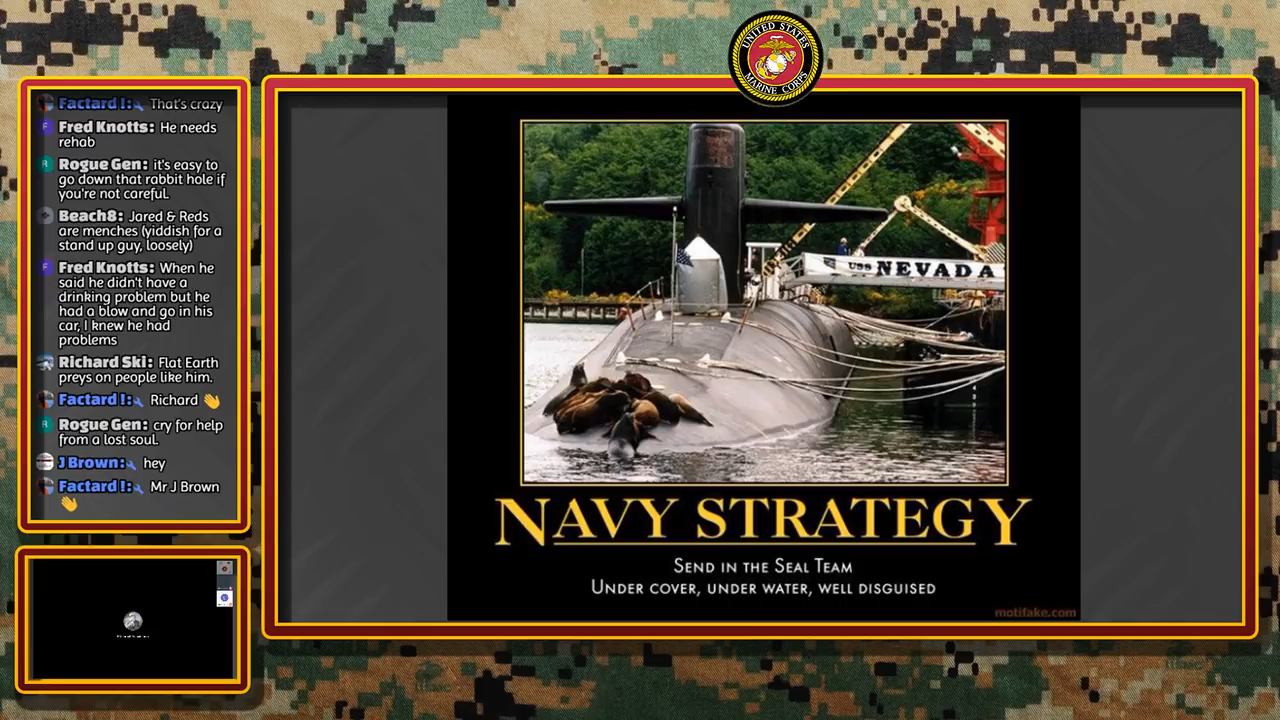 UNITED STATES
MARINE CORPS
Factard !: That's crazy
Fred Knotts: He needs
rehab
Rogue Gen: it's easy to
go down that rabbit hole if
you're not careful.
Beach8: Jared & Reds
are menches (yiddish for a
stand up guy, loosely)
Fred Knotts: When he
said he didn't have a
drinking problem but he
had a blow and go in his
car, I knew he had
problems
Richard Ski: Flat Earth
preys on people like him.
Factard !: Richard 👋
Rogue Gen: cry for help
from a lost soul.
J Brown: hey
Factard !: Mr J Brown
👋
USS NEVADA
NAVY STRATEGY
SEND IN THE SEAL TEAM
UNDER COVER, UNDER WATER, WELL DISGUISED
motifake.com